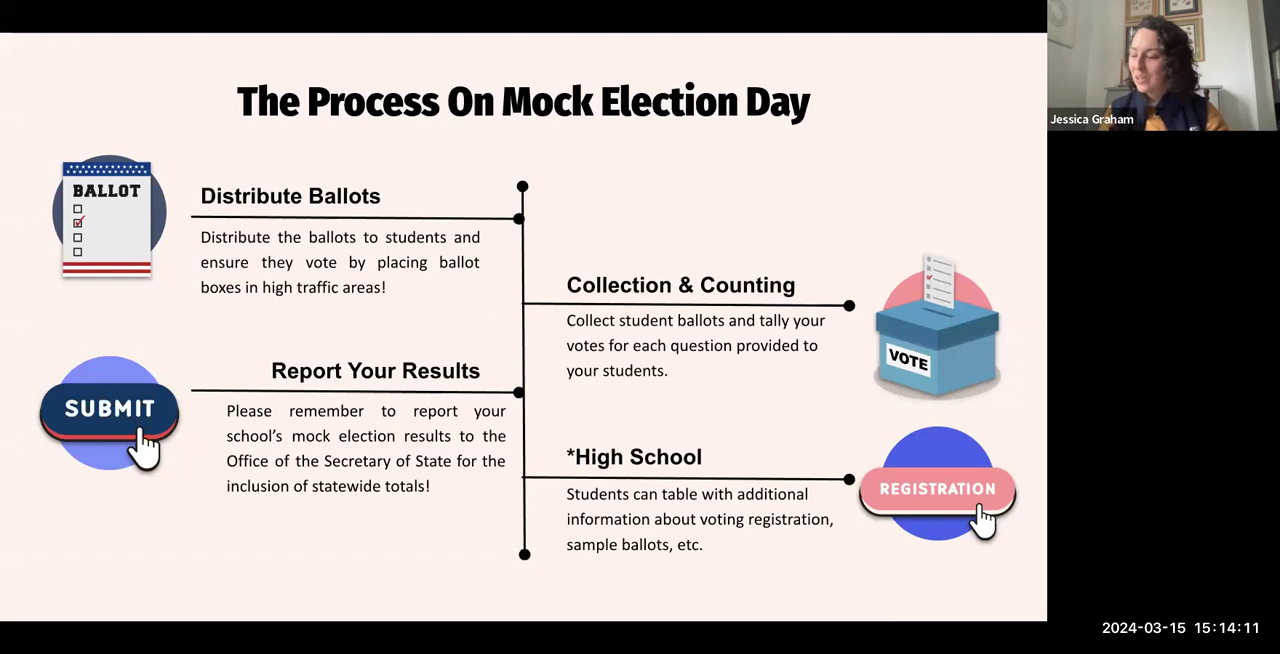 The Process On Mock Election Day
BALLOT
Distribute Ballots
Distribute the ballots to students and
ensure they vote by placing ballot
boxes in high traffic areas!
Collection & Counting
Collect student ballots and tally your
votes for each question provided to
your students.
VOTE
SUBMIT
Report Your Results
Please remember to report your
school’s mock election results to the
Office of the Secretary of State for the
inclusion of statewide totals!
*High School
Students can table with additional
information about voting registration,
sample ballots, etc.
REGISTRATION
Jessica Graham
2024-03-15 15:14:11